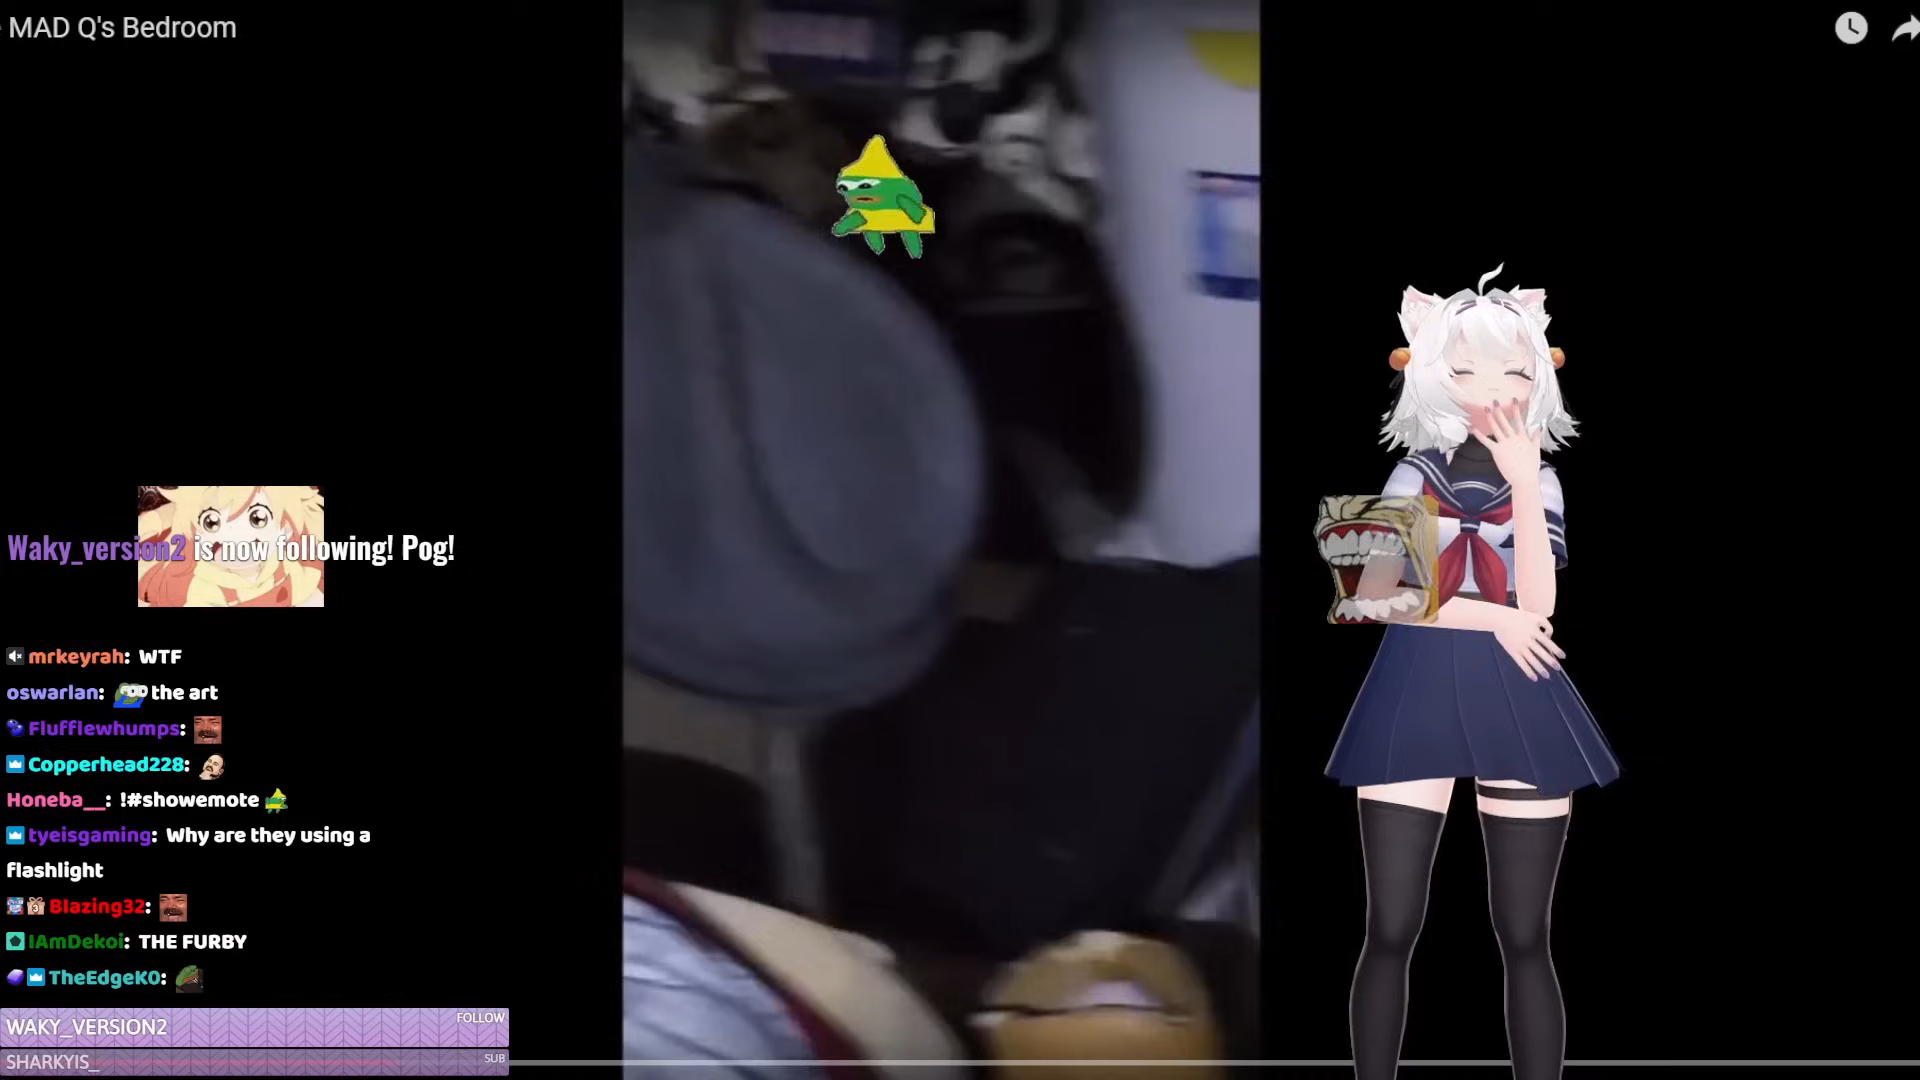 MAD Q's Bedroom
Waky_version2 is now following! Pog!
mrkeyrah: WTF
oswarlan: the art
Flufflewhumps:
Copperhead228:
Honeba__: !#showemote
tyeisgaming: Why are they using a
flashlight
Blazing32:
IAmDekoi: THE FURBY
TheEdgeK0:
WAKY_VERSION2 FOLLOW
SHARKYIS_ SUB